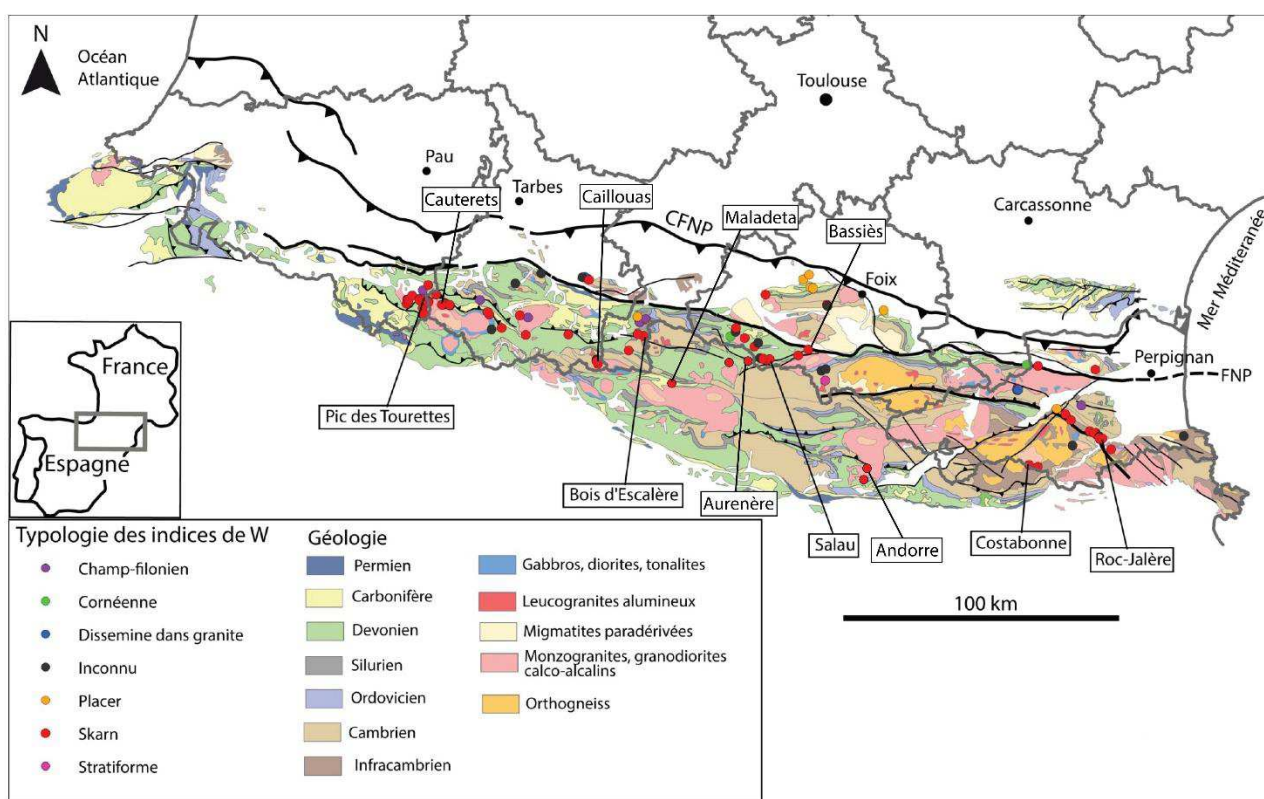 N
Océan
Atlantique
Toulouse
Pau
Tarbes
Cauterets
Caillouas
Maladeta
CFNP
Bassiès
Foix
Carcassonne
Mer Méditeranée
Perpignan
FNP
Pic des Tourettes
Bois d'Escalère
Aurenère
Salau
Andorre
Costabonne
Roc-Jalère
France
Espagne
100 km
Typologie des indices de W
Champ-filonien
Cornéenne
Dissemine dans granite
Inconnu
Placer
Skarn
Stratiforme
Géologie
Permien
Carbonifère
Devonien
Silurien
Ordovicien
Cambrien
Infracambrien
Gabbros, diorites, tonalites
Leucogranites alumineux
Migmatites paradérivées
Monzogranites, granodiorites
calco-alcalins
Orthogneiss